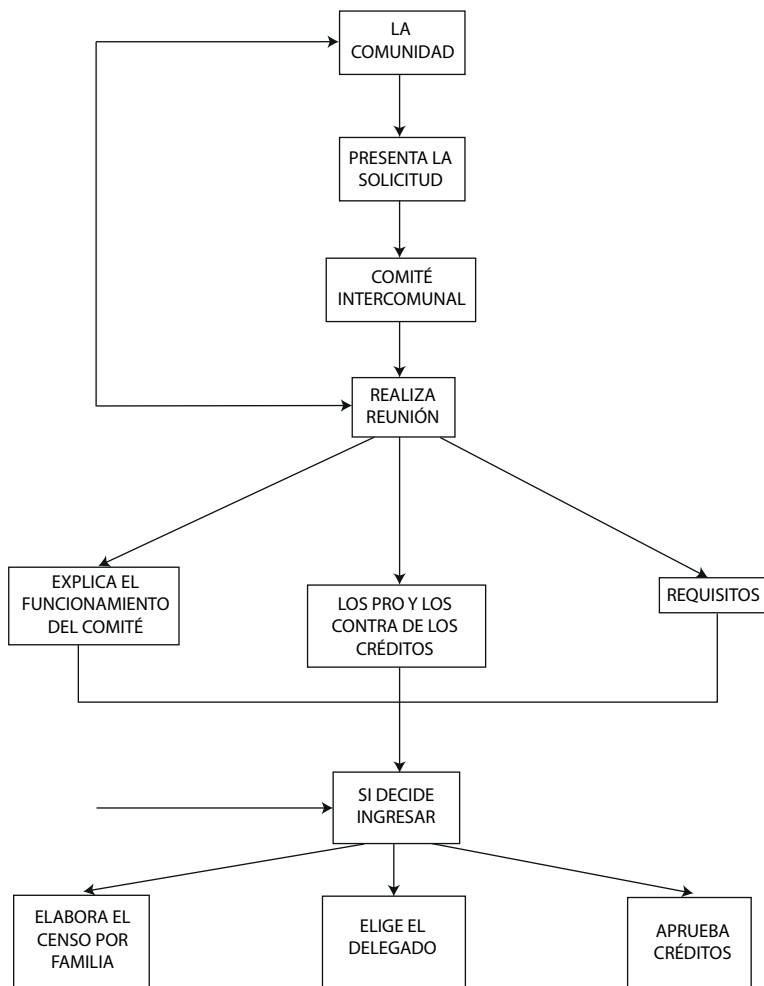 LA
COMUNIDAD
PRESENTA LA
SOLICITUD
COMITÉ
INTERCOMUNAL
REALIZA
REUNIÓN
EXPLICA EL
FUNCIONAMIENTO
DEL COMITÉ
LOS PRO Y LOS
CONTRA DE LOS
CRÉDITOS
REQUISITOS
SI DECIDE
INGRESAR
ELABORA EL
CENSO POR
FAMILIA
ELIGE EL
DELEGADO
APRUEBA
CRÉDITOS